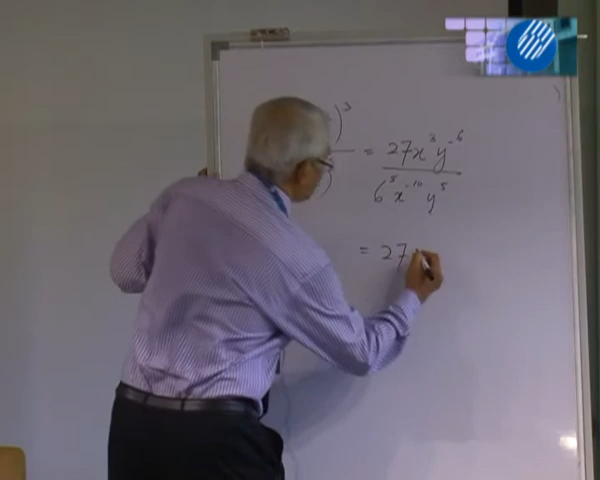 )³ = 27x³y⁻⁶
) 6⁵x⁻¹⁰y⁵
= 27